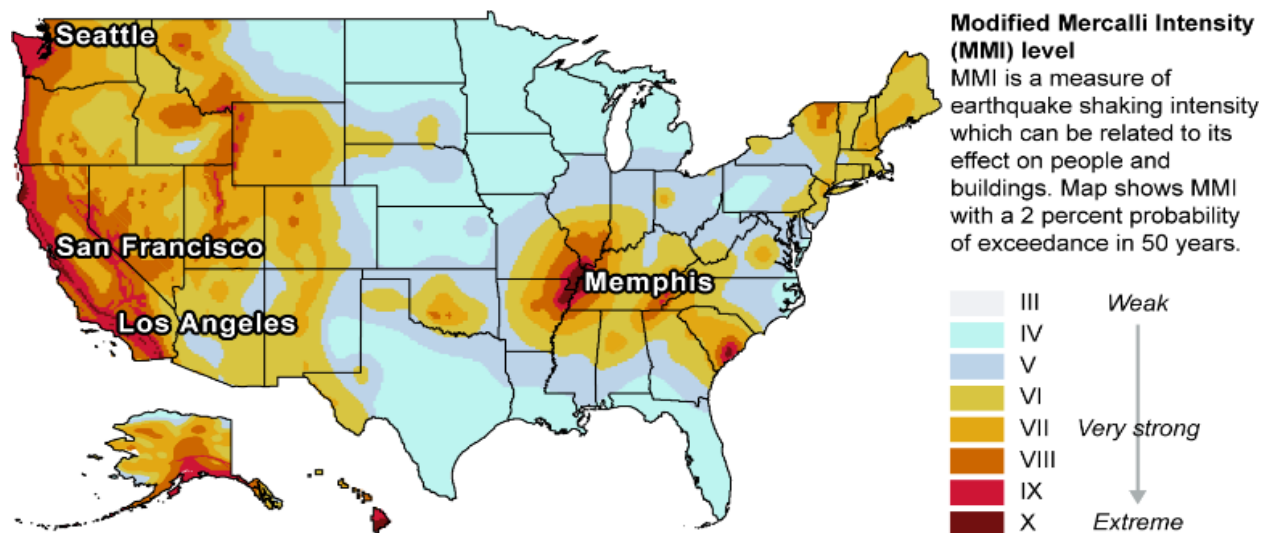 Seattle
San Francisco
Los Angeles
Memphis
Modified Mercalli Intensity
(MMI) level
MMI is a measure of
earthquake shaking intensity
which can be related to its
effect on people and
buildings. Map shows MMI
with a 2 percent probability
of exceedance in 50 years.
III Weak
IV
V
VI
VII Very strong
VIII
IX
X Extreme